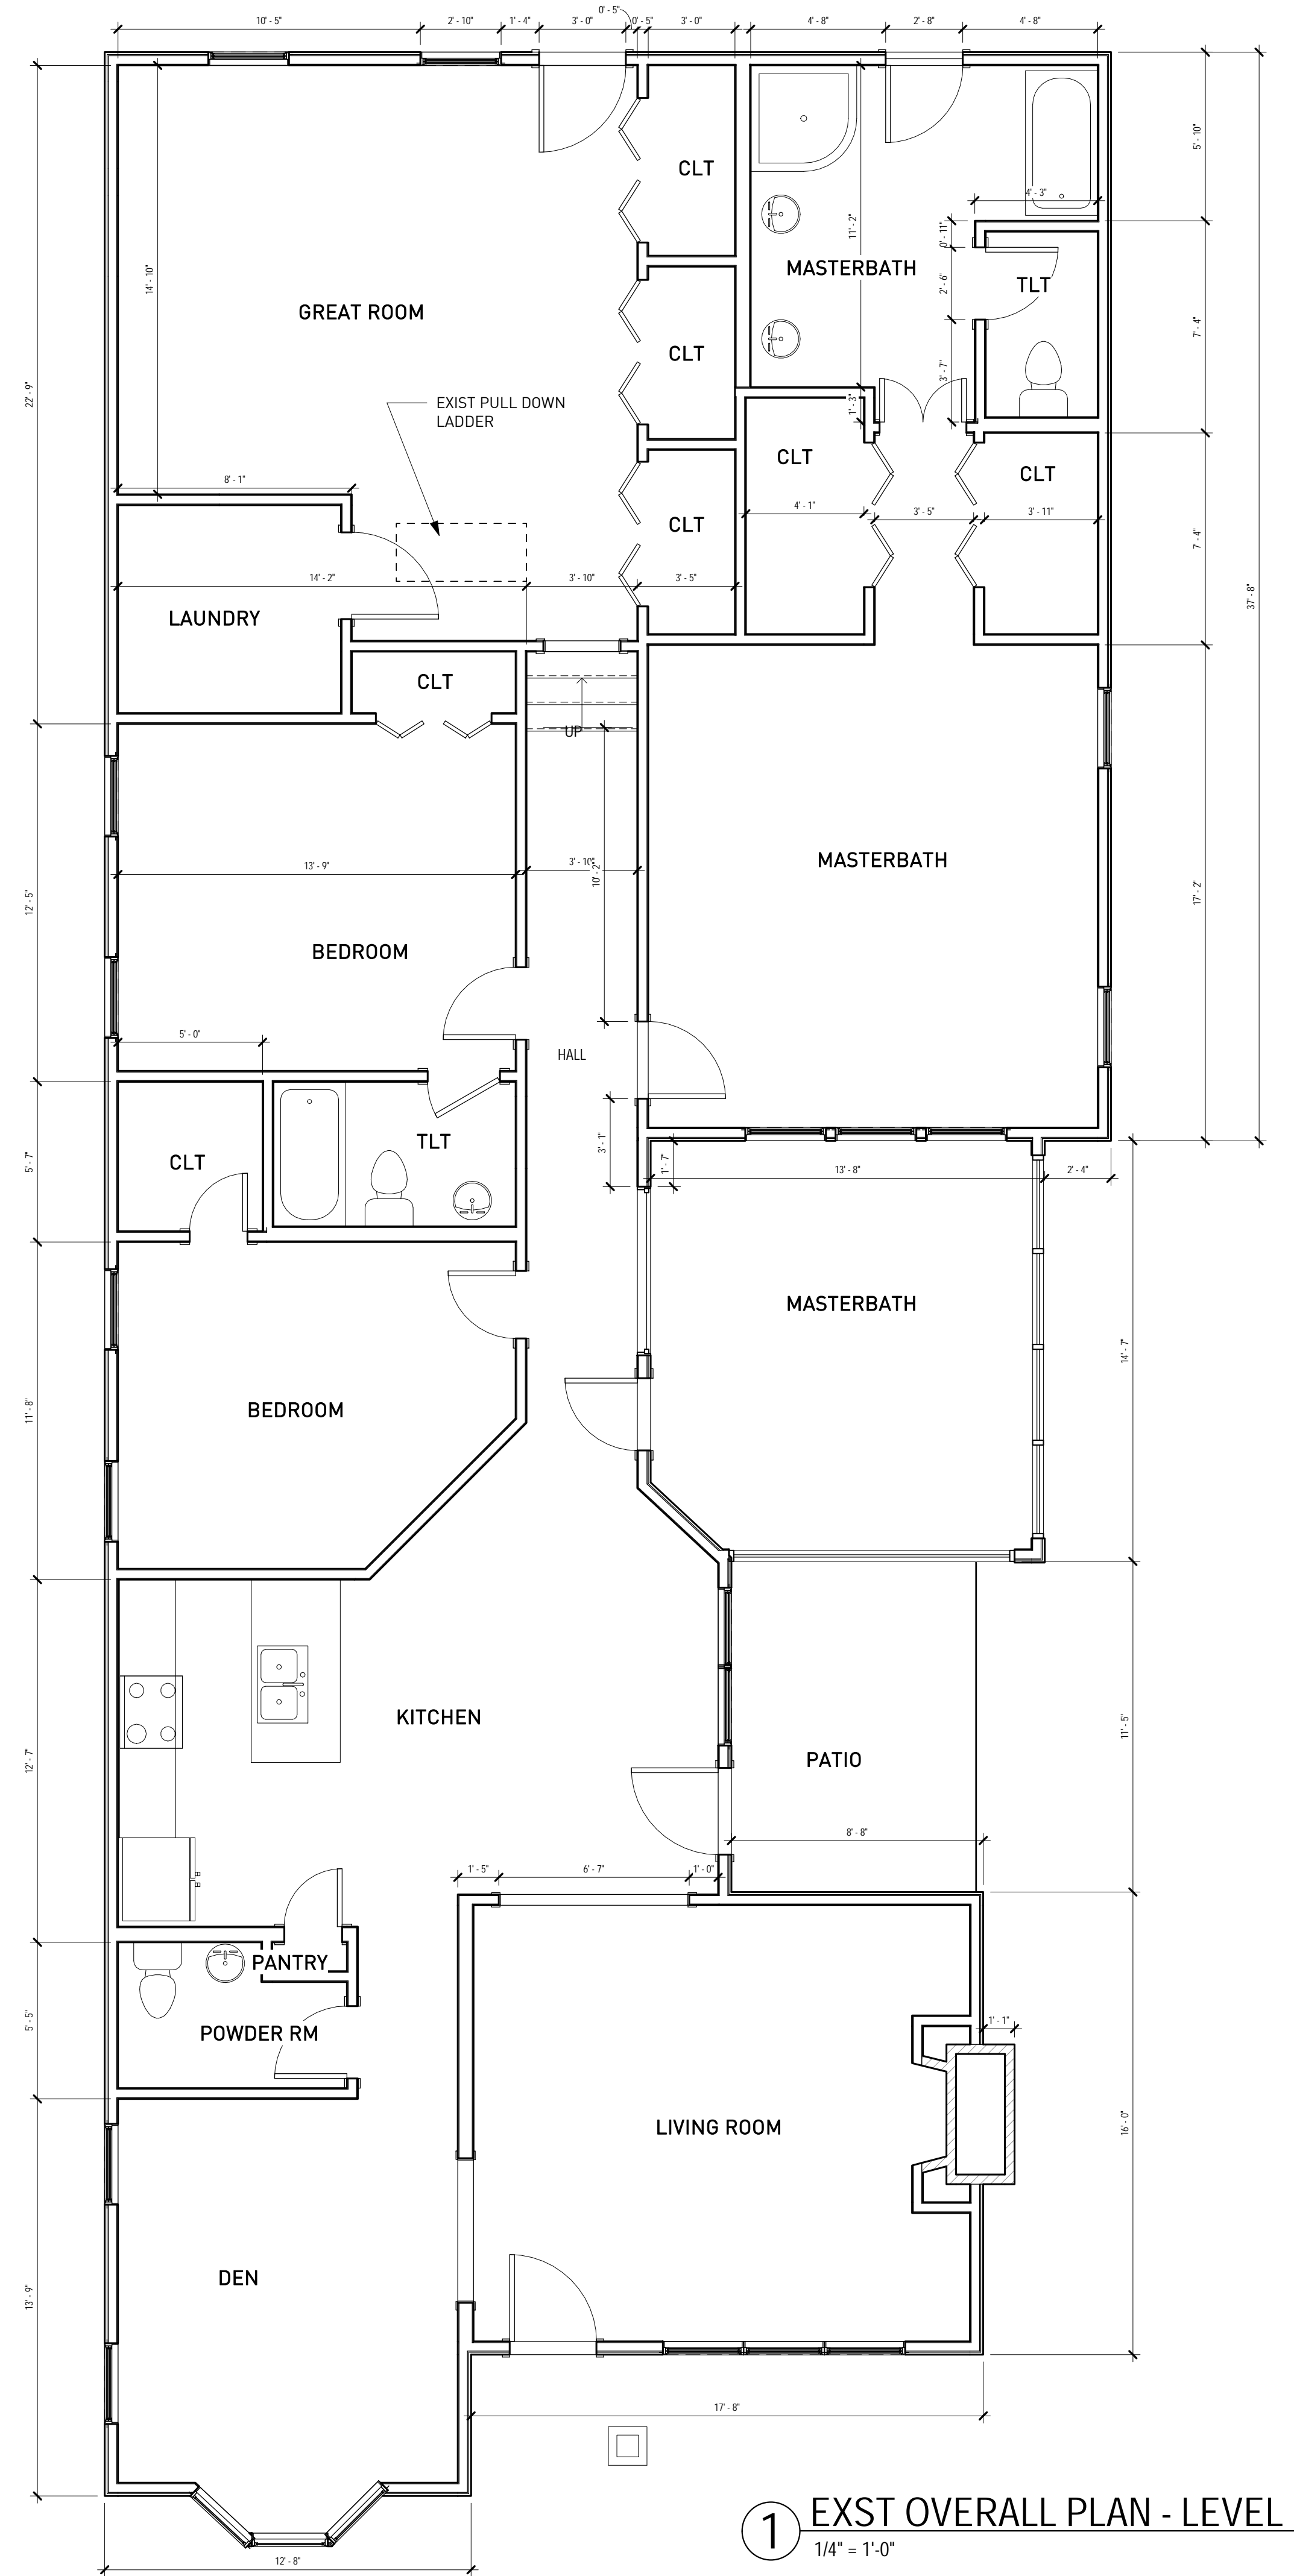 0' - 5"
10' - 5"
2' - 10"
1' - 4"
3' - 0"
0' - 5"
3' - 0"
4' - 8"
2' - 8"
4' - 8"
5' - 10"
CLT
4' - 3"
0' - 11"
11' - 2"
14' - 10"
MASTERBATH
2' - 6"
TLT
GREAT ROOM
7' - 4"
CLT
3' - 7"
22' - 9"
EXIST PULL DOWN
LADDER
1' - 3"
CLT
CLT
8' - 1"
4' - 1"
3' - 5"
3' - 11"
CLT
7' - 4"
14' - 2"
3' - 10"
3' - 5"
37' - 8"
LAUNDRY
CLT
UP
MASTERBATH
13' - 9"
3' - 10"
10' - 2"
12' - 5"
17' - 2"
BEDROOM
5' - 0"
HALL
TLT
3' - 1"
5' - 7"
CLT
1' - 7"
13' - 8"
2' - 4"
MASTERBATH
14' - 7"
11' - 8"
BEDROOM
KITCHEN
11' - 5"
12' - 7"
PATIO
8' - 8"
1' - 5"
6' - 7"
1' - 0"
PANTRY
5' - 5"
POWDER RM
1' - 1"
LIVING ROOM
16' - 0"
DEN
13' - 9"
17' - 8"
1
EXST OVERALL PLAN - LEVEL
1/4" = 1'-0"
12' - 8"